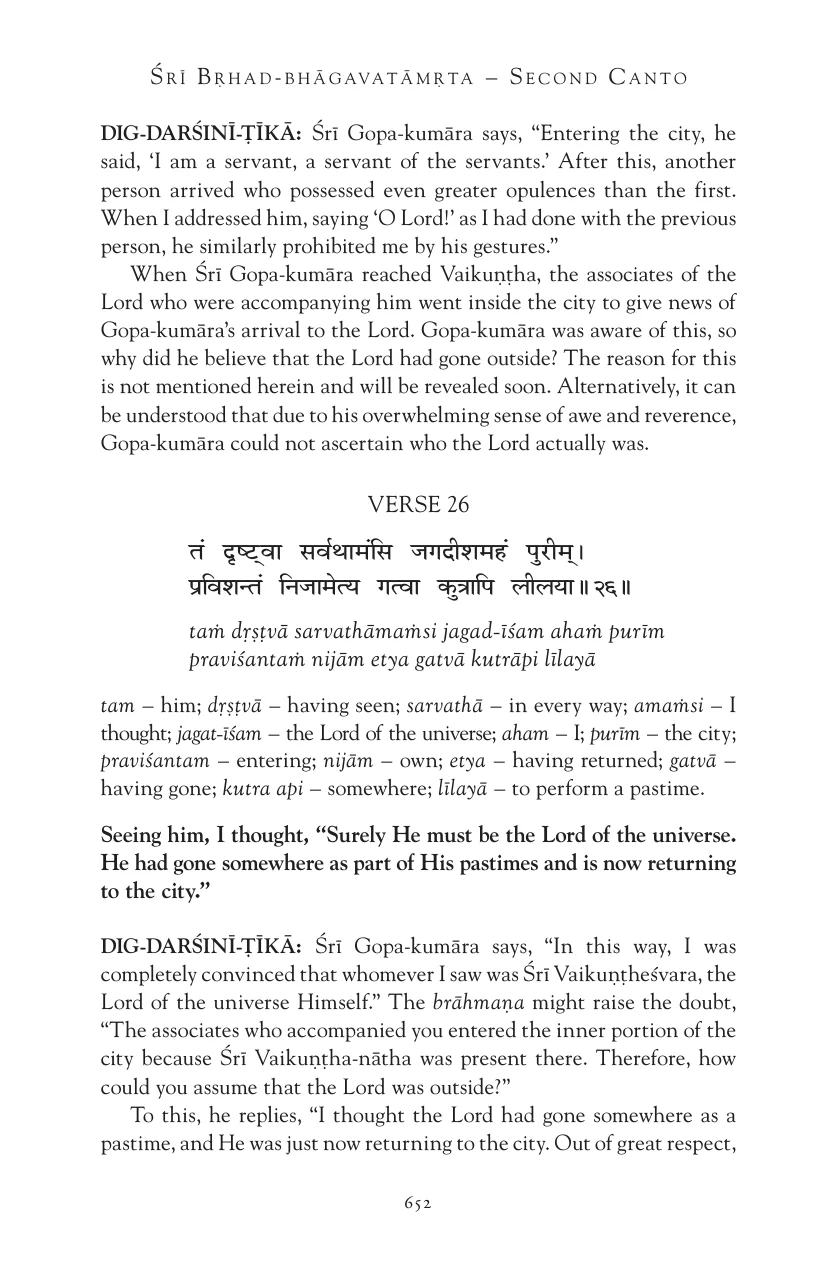 Śrī Bṛhad-bhāgavatāmṛta – Second Canto
DIG-DARŚINĪ-ṬĪKĀ: Śrī Gopa-kumāra says, “Entering the city, he
said, ‘I am a servant, a servant of the servants.’ After this, another
person arrived who possessed even greater opulences than the first.
When I addressed him, saying ‘O Lord!’ as I had done with the previous
person, he similarly prohibited me by his gestures.”
When Śrī Gopa-kumāra reached Vaikuṇṭha, the associates of the
Lord who were accompanying him went inside the city to give news of
Gopa-kumāra’s arrival to the Lord. Gopa-kumāra was aware of this, so
why did he believe that the Lord had gone outside? The reason for this
is not mentioned herein and will be revealed soon. Alternatively, it can
be understood that due to his overwhelming sense of awe and reverence,
Gopa-kumāra could not ascertain who the Lord actually was.
VERSE 26
तं दृष्ट्वा सर्वथामंसि जगदीशमहं पुरीम्।
प्रविशन्तं निजामेत्य गत्वा कुत्रापि लीलया॥२६॥
taṁ dṛṣṭvā sarvathāmaṁsi jagad-īśam ahaṁ purīm
praviśantaṁ nijām etya gatvā kutrāpi līlayā
tam – him; dṛṣṭvā – having seen; sarvathā – in every way; amaṁsi – I
thought; jagat-īśam – the Lord of the universe; aham – I; purīm – the city;
praviśantam – entering; nijām – own; etya – having returned; gatvā –
having gone; kutra api – somewhere; līlayā – to perform a pastime.
Seeing him, I thought, “Surely He must be the Lord of the universe.
He had gone somewhere as part of His pastimes and is now returning
to the city.”
DIG-DARŚINĪ-ṬĪKĀ: Śrī Gopa-kumāra says, “In this way, I was
completely convinced that whomever I saw was Śrī Vaikuṇṭheśvara, the
Lord of the universe Himself.” The brāhmaṇa might raise the doubt,
“The associates who accompanied you entered the inner portion of the
city because Śrī Vaikuṇṭha-nātha was present there. Therefore, how
could you assume that the Lord was outside?”
To this, he replies, “I thought the Lord had gone somewhere as a
pastime, and He was just now returning to the city. Out of great respect,
652